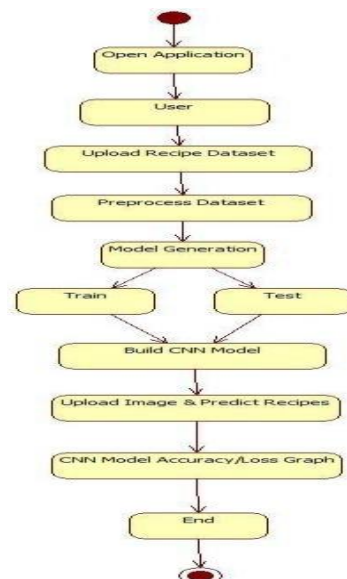 Open Application
User
Upload Recipe Dataset
Preprocess Dataset
Model Generation
Train
Test
Build CNN Model
Upload Image & Predict Recipes
CNN Model Accuracy/Loss Graph
End